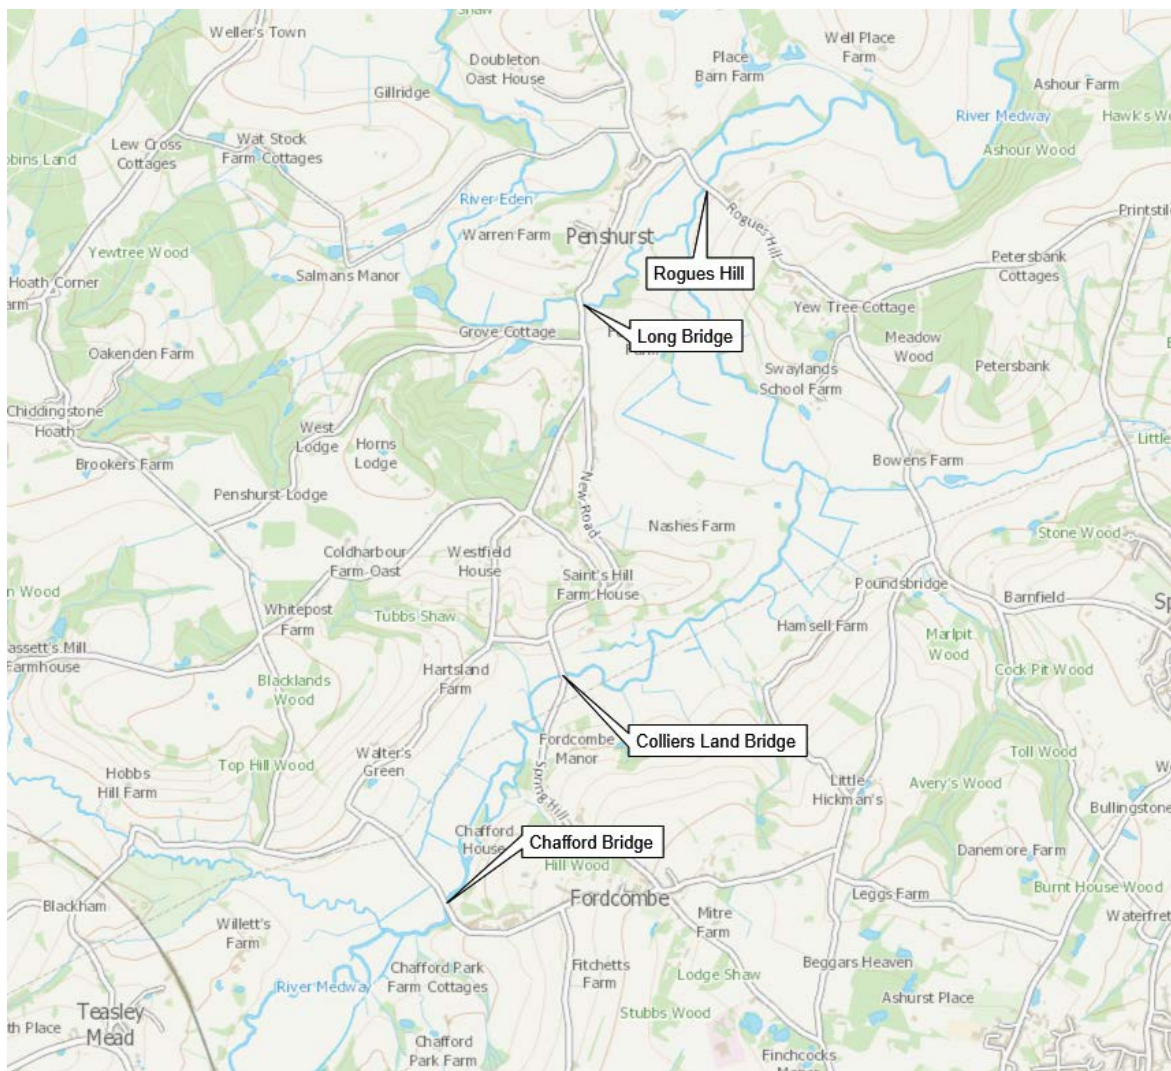 Shaw
Weller's Town
Doubleton
Oast House
Well Place
Farm
Place
Barn Farm
Gillridge
Ashour Farm
River Medway
Hawk's Wo
Ashour Wood
Lew Cross
Cottages
Wat Stock
Farm Cottages
bins Land
River Eden
Warren Farm
Penshurst
Rogues Hill
Printstil
Yewtree Wood
Salmans Manor
Hoath Corner
arm
Rogues Hill
Petersbank
Cottages
Yew Tree Cottage
Long Bridge
Grove Cottage
Oakenden Farm
Meadow
Wood
Petersbank
Swaylands
School Farm
Chiddingstone
Hoath
West
Lodge
Horns
Lodge
Brookers Farm
Little
Bowens Farm
Penshurst Lodge
New Road
Nashes Farm
Stone Wood
Coldharbour
Farm Oast
Westfield
House
Saint's Hill
Farm House
Poundsbridge
n Wood
Whitepost
Farm
Tubbs Shaw
Barnfield
Sp
Hamsell Farm
Marlpit
Wood
assett's Mill
Farmhouse
Hartsland
Farm
Cock Pit Wood
Blacklands
Wood
Colliers Land Bridge
Fordcombe
Manor
Walter's
Green
Top Hill Wood
Toll Wood
Hobbs
Hill Farm
Spring Hill
Little
Hickman's
Avery's Wood
Bullingstone
Chafford
House
Chafford Bridge
Hill Wood
Danemore Farm
Burnt House Wood
Fordcombe
Leggs Farm
Blackham
Willett's
Farm
Mitre
Farm
Waterfre
Chafford Park
Farm Cottages
Fitchetts
Farm
Beggars Heaven
Lodge Shaw
River Medway
Ashurst Place
Teasley
Mead
th Place
Stubbs Wood
Chafford
Park Farm
Finchcocks